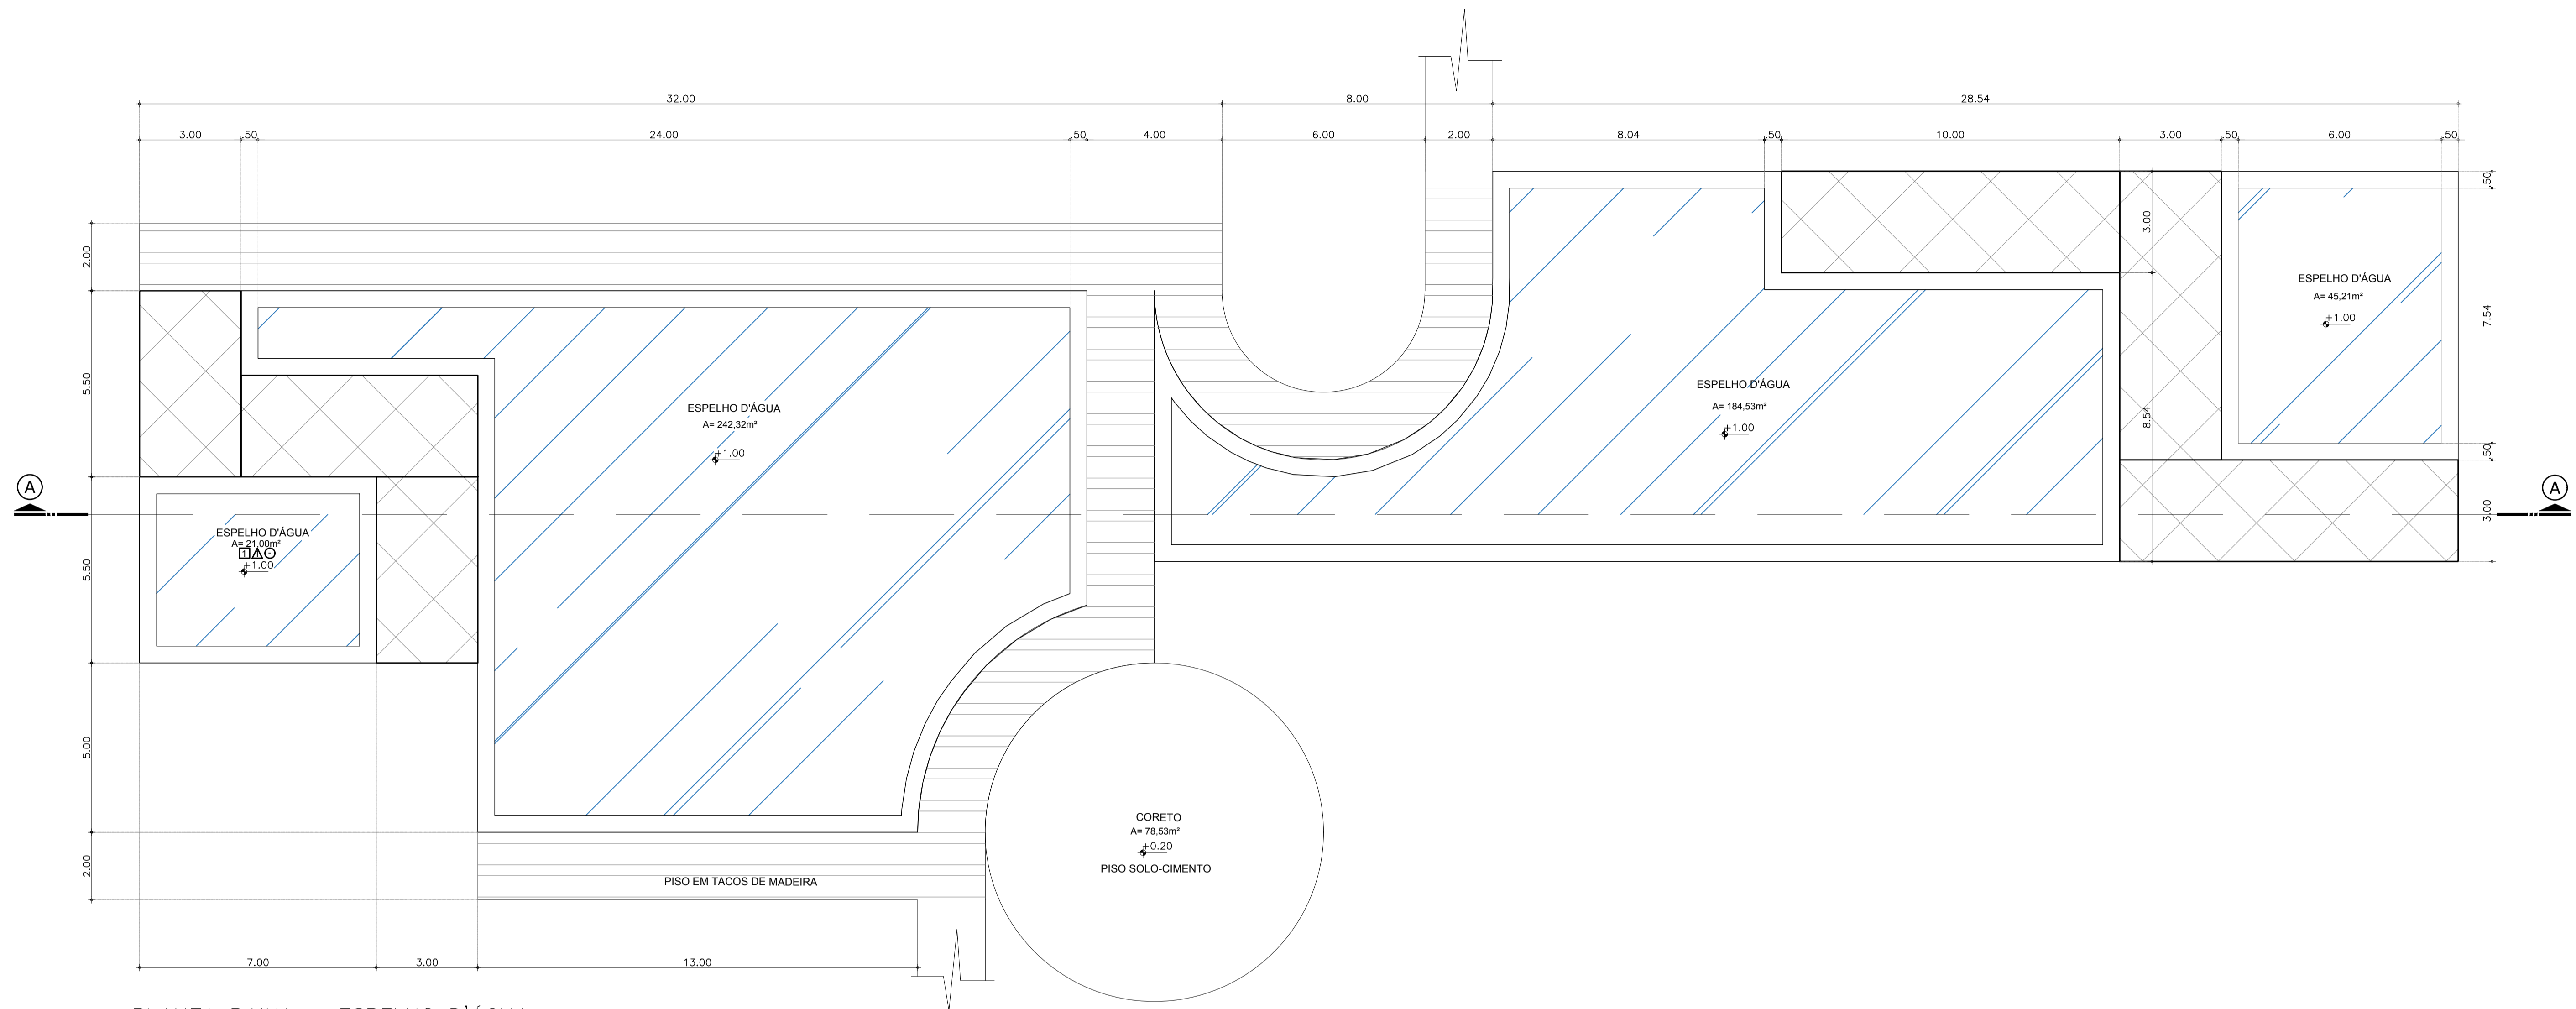 32.00
8.00
28.54
3.00
.50
24.00
.50
4.00
6.00
2.00
8.04
.50
10.00
3.00
.50
6.00
.50
2.00
5.50
5.50
5.00
2.00
ESPELHO D'ÁGUA
A= 242,32m²
+1.00
ESPELHO D'ÁGUA
A= 184,53m²
+1.00
ESPELHO D'ÁGUA
A= 45,21m²
+1.00
3.00
8.54
.50
7.54
.50
3.00
A
A
ESPELHO D'ÁGUA
A= 21,00m²
1
+1.00
CORETO
A= 78,53m²
+0.20
PISO SOLO-CIMENTO
PISO EM TACOS DE MADEIRA
7.00
3.00
13.00